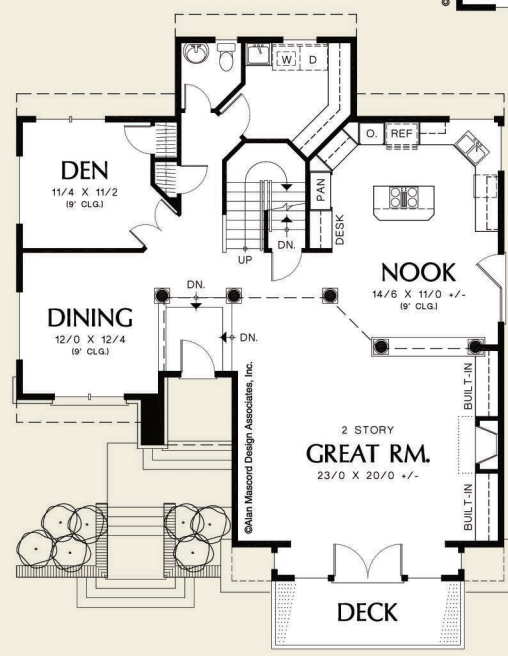 ©
W D
O. REF
DEN
11/4 X 11/2
(9' CLG.)
PAN
DESK
UP
DN.
NOOK
14/6 X 11/0 +/-
(9' CLG.)
DN.
DINING
12/0 X 12/4
(9' CLG.)
DN.
BUILT-IN
2 STORY
GREAT RM.
23/0 X 20/0 +/-
BUILT-IN
©Alan Mascord Design Associates, Inc.
DECK